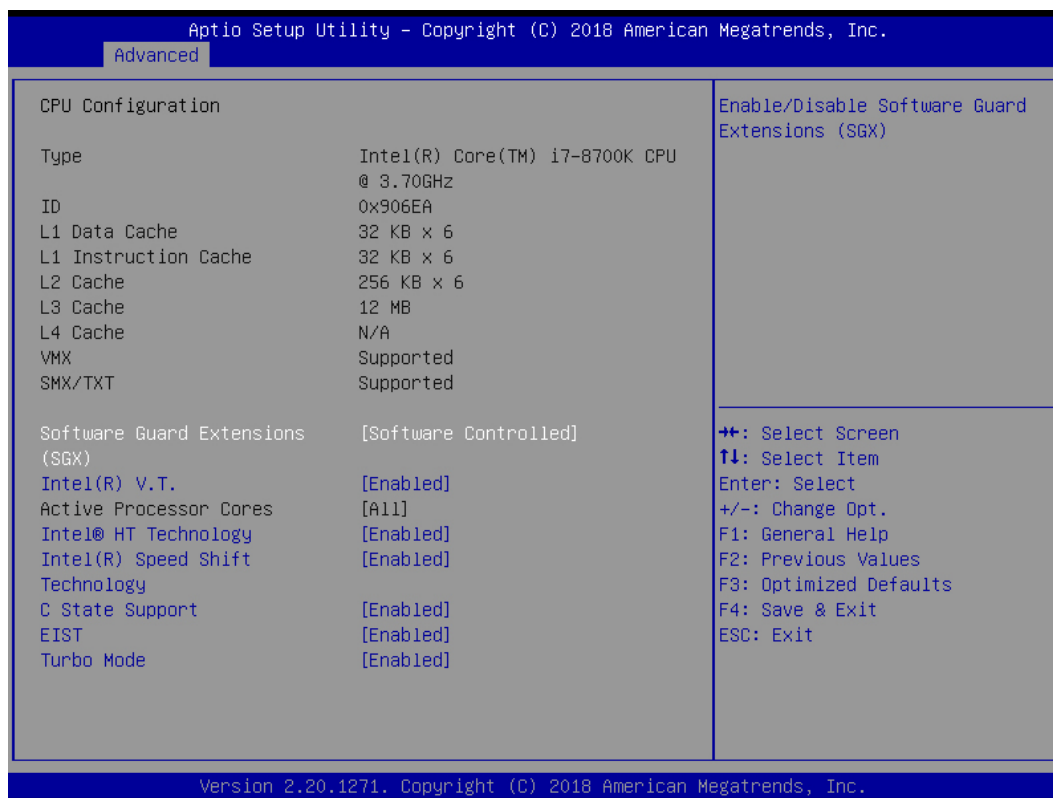 Aptio Setup Utility – Copyright (C) 2018 American Megatrends, Inc.
Advanced
CPU Configuration
Type Intel(R) Core(TM) i7-8700K CPU
@ 3.70GHz
ID 0x906EA
L1 Data Cache 32 KB x 6
L1 Instruction Cache 32 KB x 6
L2 Cache 256 KB x 6
L3 Cache 12 MB
L4 Cache N/A
VMX Supported
SMX/TXT Supported
Software Guard Extensions [Software Controlled]
(SGX)
Intel(R) V.T. [Enabled]
Active Processor Cores [All]
Intel® HT Technology [Enabled]
Intel(R) Speed Shift [Enabled]
Technology
C State Support [Enabled]
EIST [Enabled]
Turbo Mode [Enabled]
Enable/Disable Software Guard
Extensions (SGX)
→←: Select Screen
↑↓: Select Item
Enter: Select
+/-: Change Opt.
F1: General Help
F2: Previous Values
F3: Optimized Defaults
F4: Save & Exit
ESC: Exit
Version 2.20.1271. Copyright (C) 2018 American Megatrends, Inc.